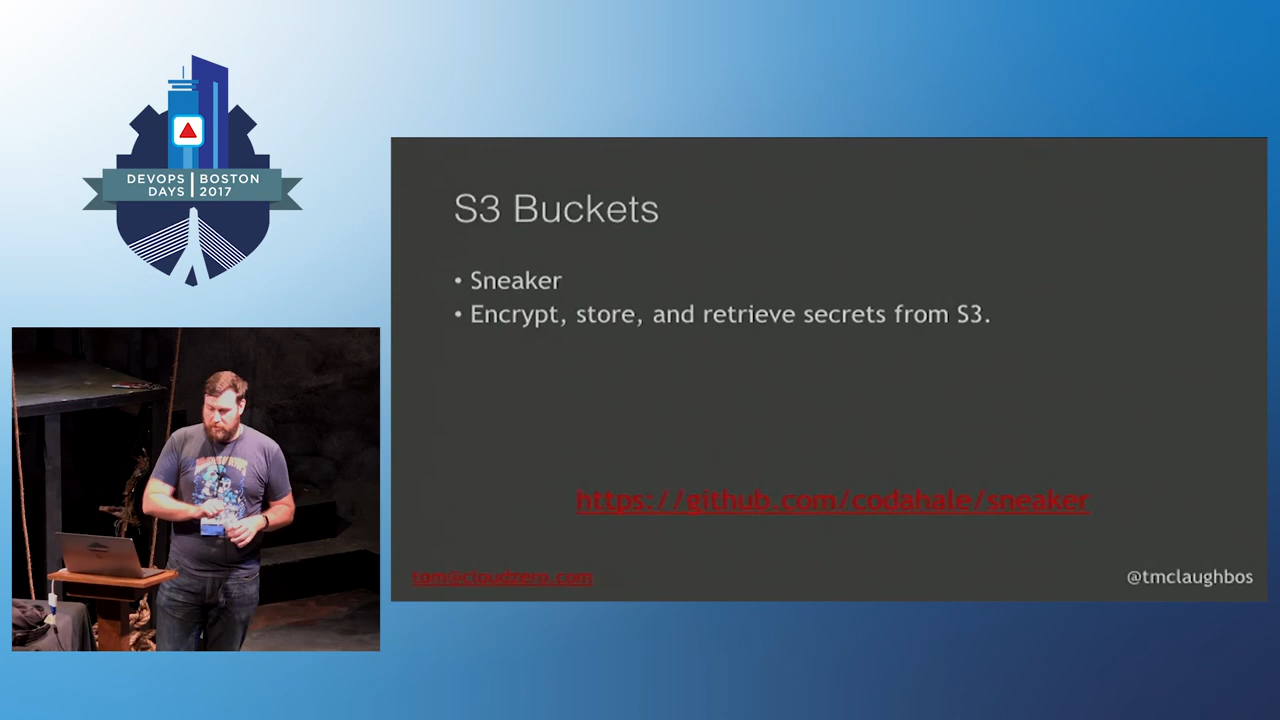 DEVOPS BOSTON
DAYS 2017
S3 Buckets
• Sneaker
• Encrypt, store, and retrieve secrets from S3.
https://github.com/codahale/sneaker
tom@cloudzero.com
@tmclaughbos